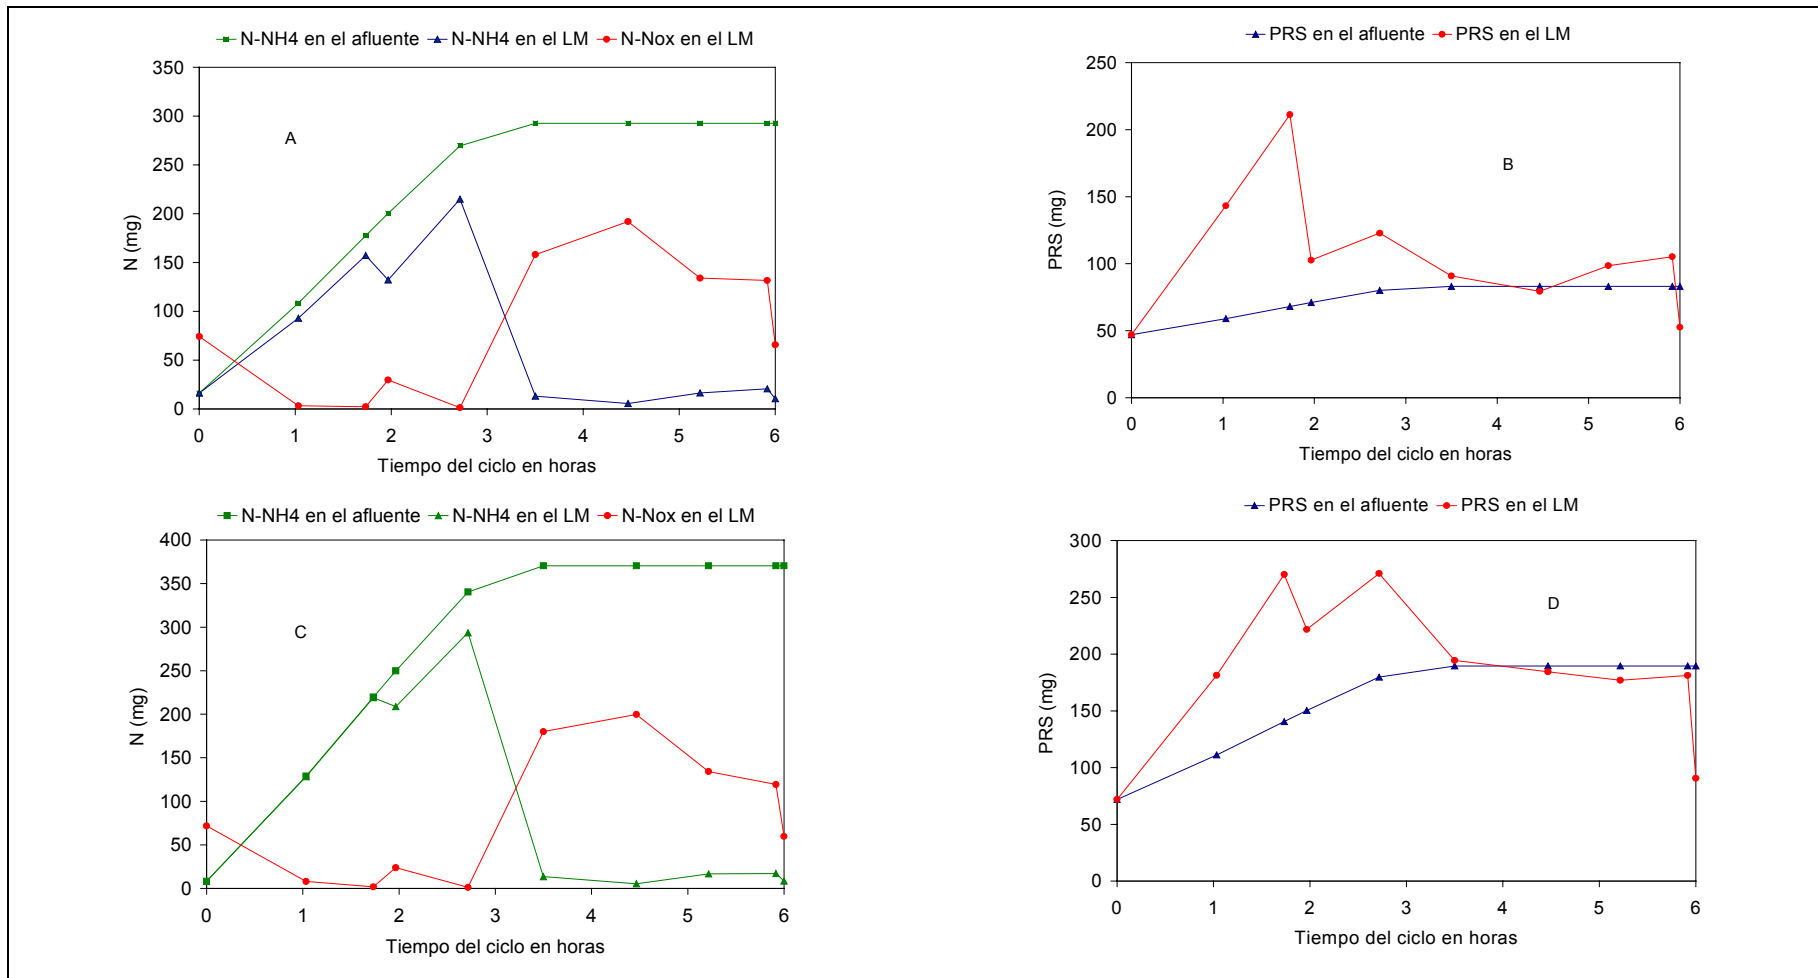 N-NH4 en el afluente N-NH4 en el LM N-Nox en el LM
350
300
250
200
150
100
50
0
N (mg)
A
0 1 2 3 4 5 6
Tiempo del ciclo en horas
PRS en el afluente PRS en el LM
250
200
150
100
50
0
PRS (mg)
B
0 1 2 3 4 5 6
Tiempo del ciclo en horas
N-NH4 en el afluente N-NH4 en el LM N-Nox en el LM
400
350
300
250
200
150
100
50
0
N (mg)
C
0 1 2 3 4 5 6
Tiempo del ciclo en horas
PRS en el afluente PRS en el LM
300
250
200
150
100
50
0
PRS (mg)
D
0 1 2 3 4 5 6
Tiempo del ciclo en horas